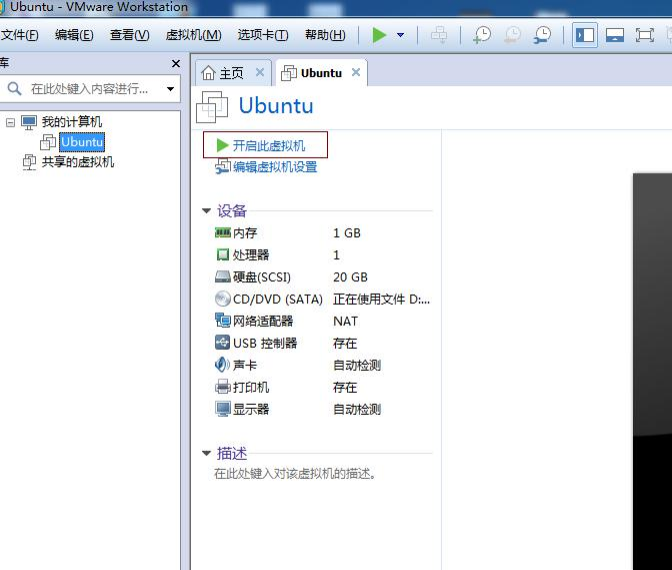 Ubuntu - VMware Workstation
文件(F) 编辑(E) 查看(V) 虚拟机(M) 选项卡(T) 帮助(H)
库
主页
Ubuntu
在此处键入内容进行...
Ubuntu
我的计算机
Ubuntu
共享的虚拟机
开启此虚拟机
编辑虚拟机设置
设备
内存 1 GB
处理器 1
硬盘(SCSI) 20 GB
CD/DVD (SATA) 正在使用文件 D:...
网络适配器 NAT
USB 控制器 存在
声卡 自动检测
打印机 存在
显示器 自动检测
描述
在此处键入对该虚拟机的描述。